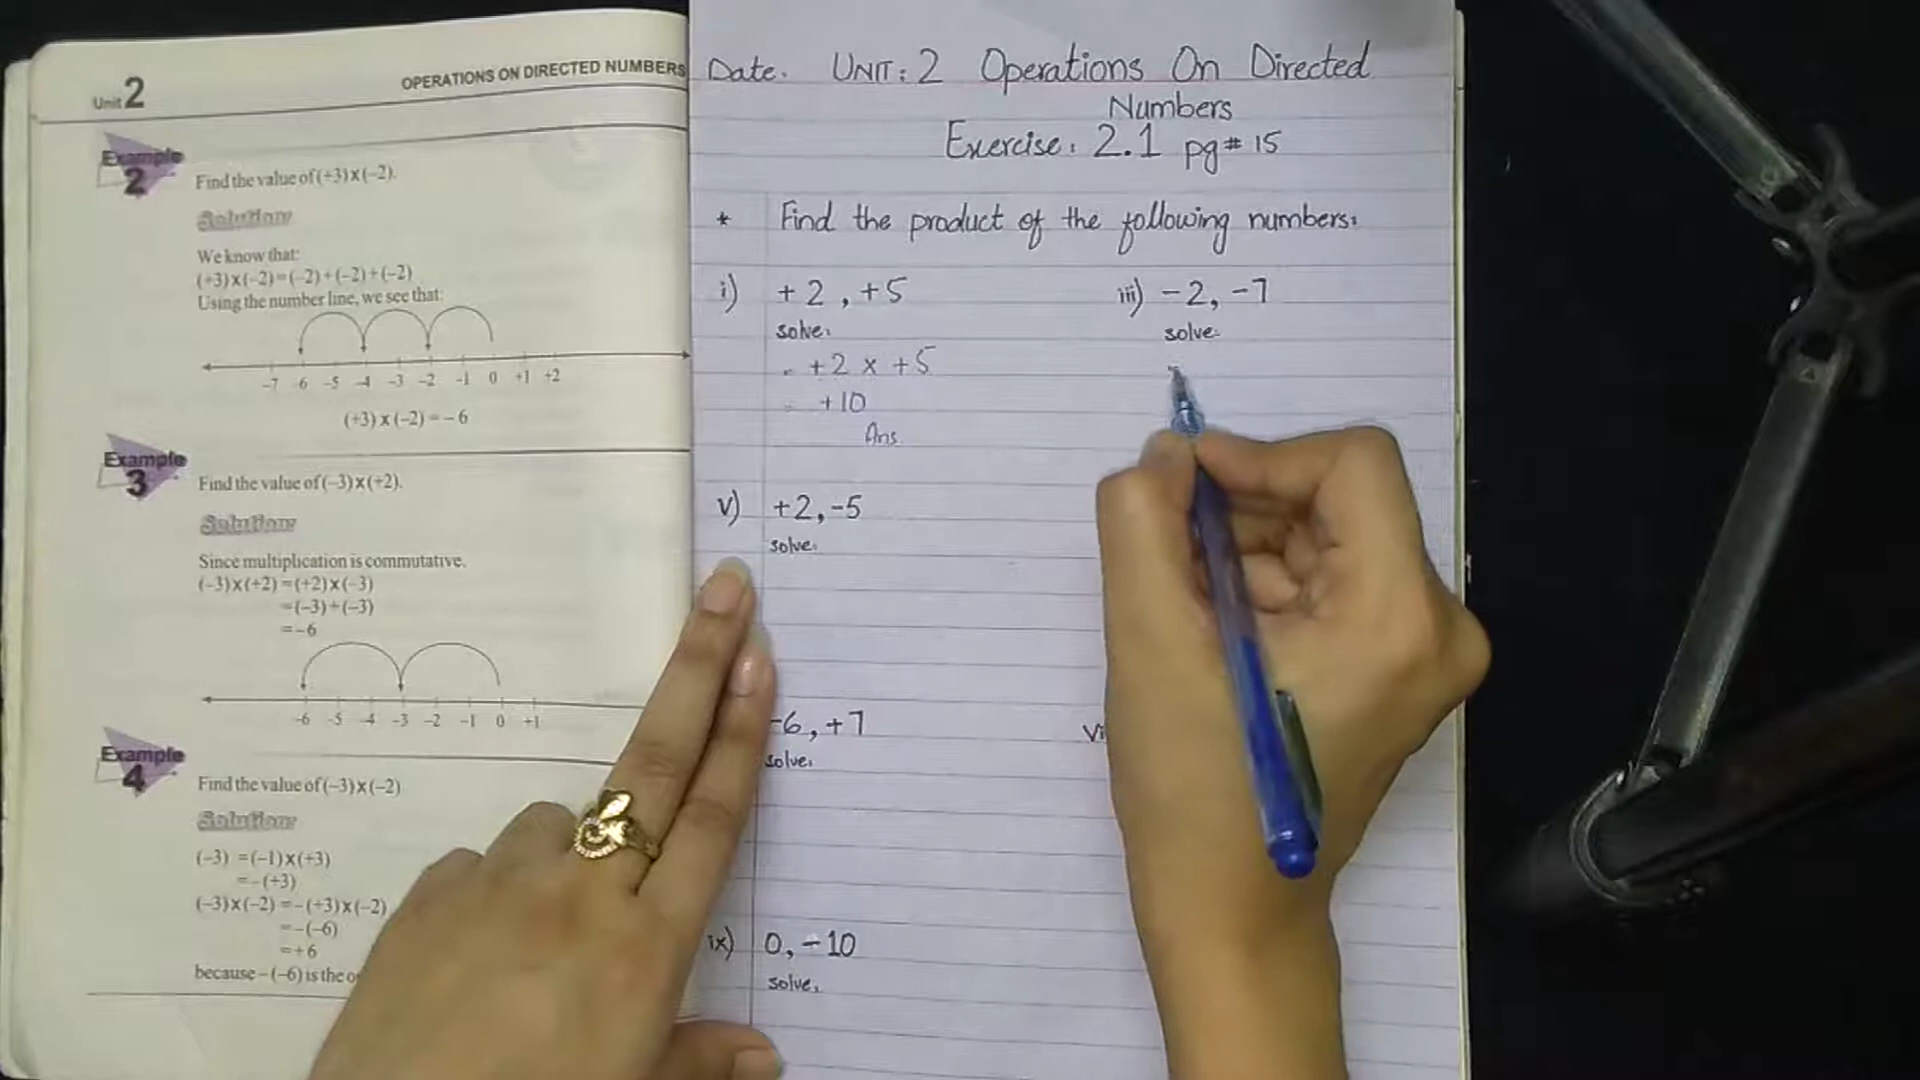 Unit 2
OPERATIONS ON DIRECTED NUMBERS
Example
2
Find the value of (+3)x(−2).
Solution
We know that:
(+3)x(−2)=(−2)+(−2)+(−2)
Using the number line, we see that:
-7 -6 -5 -4 -3 -2 -1 0 +1 +2
(+3)x(−2)=−6
Example
3
Find the value of (−3)x(+2).
Solution
Since multiplication is commutative.
(−3)x(+2)=(+2)x(−3)
=(−3)+(−3)
=−6
-6 -5 -4 -3 -2 -1 0 +1
Example
4
Find the value of (−3)x(−2)
Solution
(−3) =(−1)x(+3)
=−(+3)
(−3)x(−2)=−(+3)x(−2)
=−(−6)
=+6
because −(−6) is the
Date. UNIT: 2 Operations On Directed
Numbers
Exercise: 2.1 pg# 15
* Find the product of the following numbers:
i) +2, +5
solve:
= +2 x +5
= +10
Ans
iii) -2, -7
solve:
v) +2, -5
solve:
-6, +7
solve:
ix) 0, -10
solve: